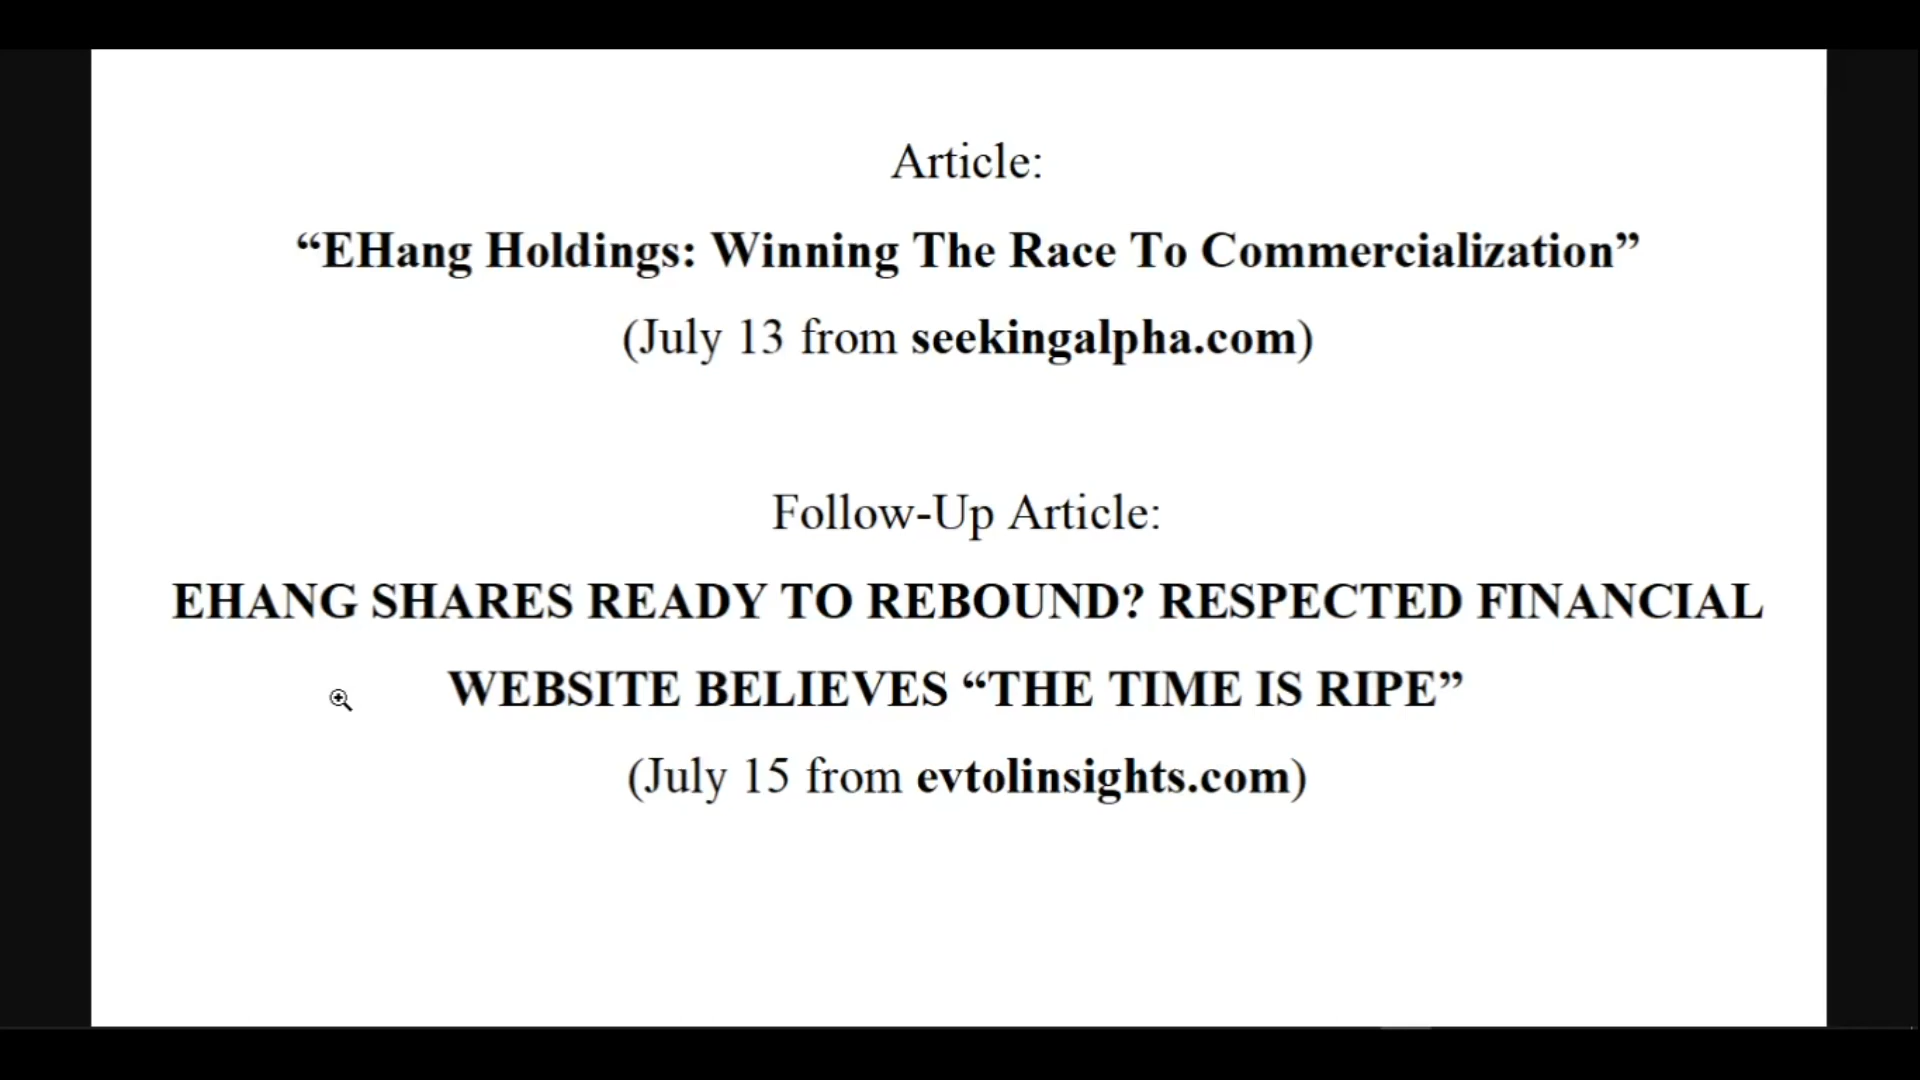 Article:
“EHang Holdings: Winning The Race To Commercialization”
(July 13 from seekingalpha.com)
Follow-Up Article:
EHANG SHARES READY TO REBOUND? RESPECTED FINANCIAL
WEBSITE BELIEVES “THE TIME IS RIPE”
(July 15 from evtolinsights.com)